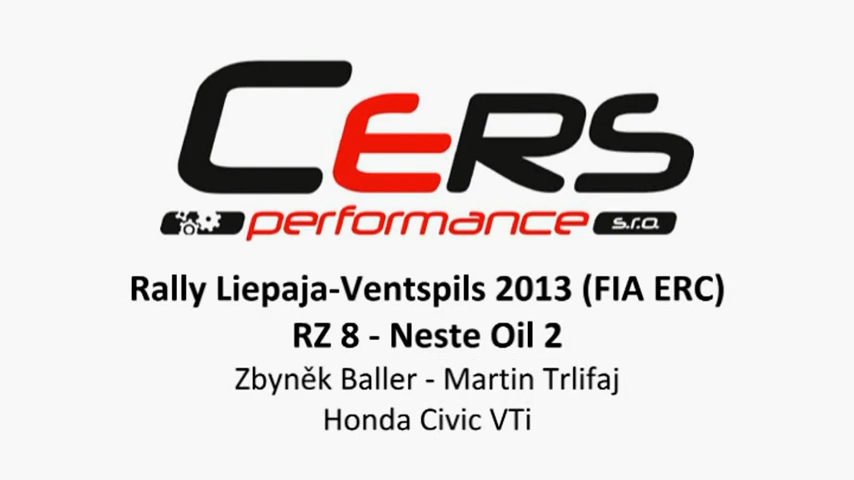 CERS
performance s.r.o.
Rally Liepaja-Ventspils 2013 (FIA ERC)
RZ 8 - Neste Oil 2
Zbyněk Baller - Martin Trlifaj
Honda Civic VTi